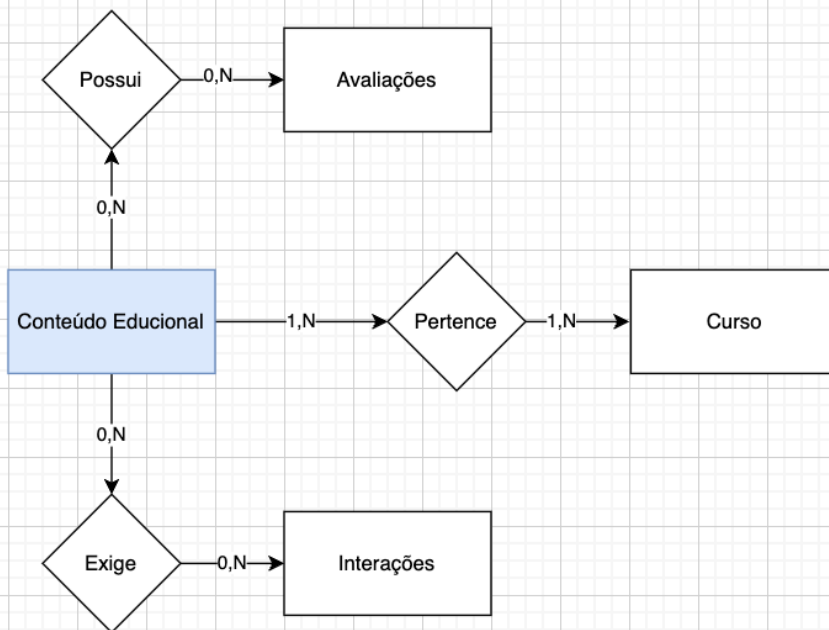 Possui
0,N
Avaliações
0,N
Conteúdo Educional
1,N
Pertence
1,N
Curso
0,N
Exige
0,N
Interações